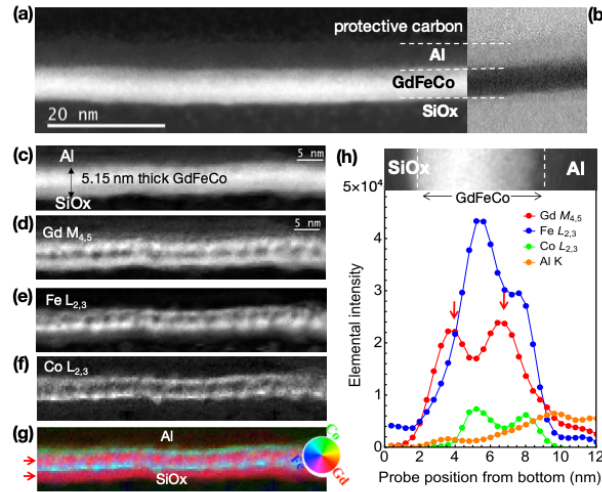 (a)
protective carbon
Al
GdFeCo
SiOx
20 nm
(b)
(c)
Al
5 nm
5.15 nm thick GdFeCo
SiOx
(d)
Gd M4,5
5 nm
(e)
Fe L2,3
(f)
Co L2,3
(g)
Al
SiOx
Co
Fe
Gd
(h)
SiOx
Al
GdFeCo
5×10^4
4
3
2
1
0
Gd M4,5
Fe L2,3
Co L2,3
Al K
Elemental intensity
0 2 4 6 8 10 12
Probe position from bottom (nm)